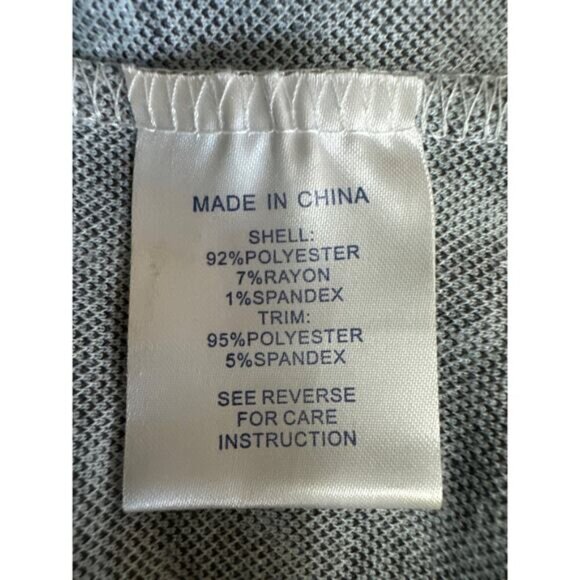 MADE IN CHINA
SHELL:
92%POLYESTER
7%RAYON
1%SPANDEX
TRIM:
95%POLYESTER
5%SPANDEX
SEE REVERSE
FOR CARE
INSTRUCTION